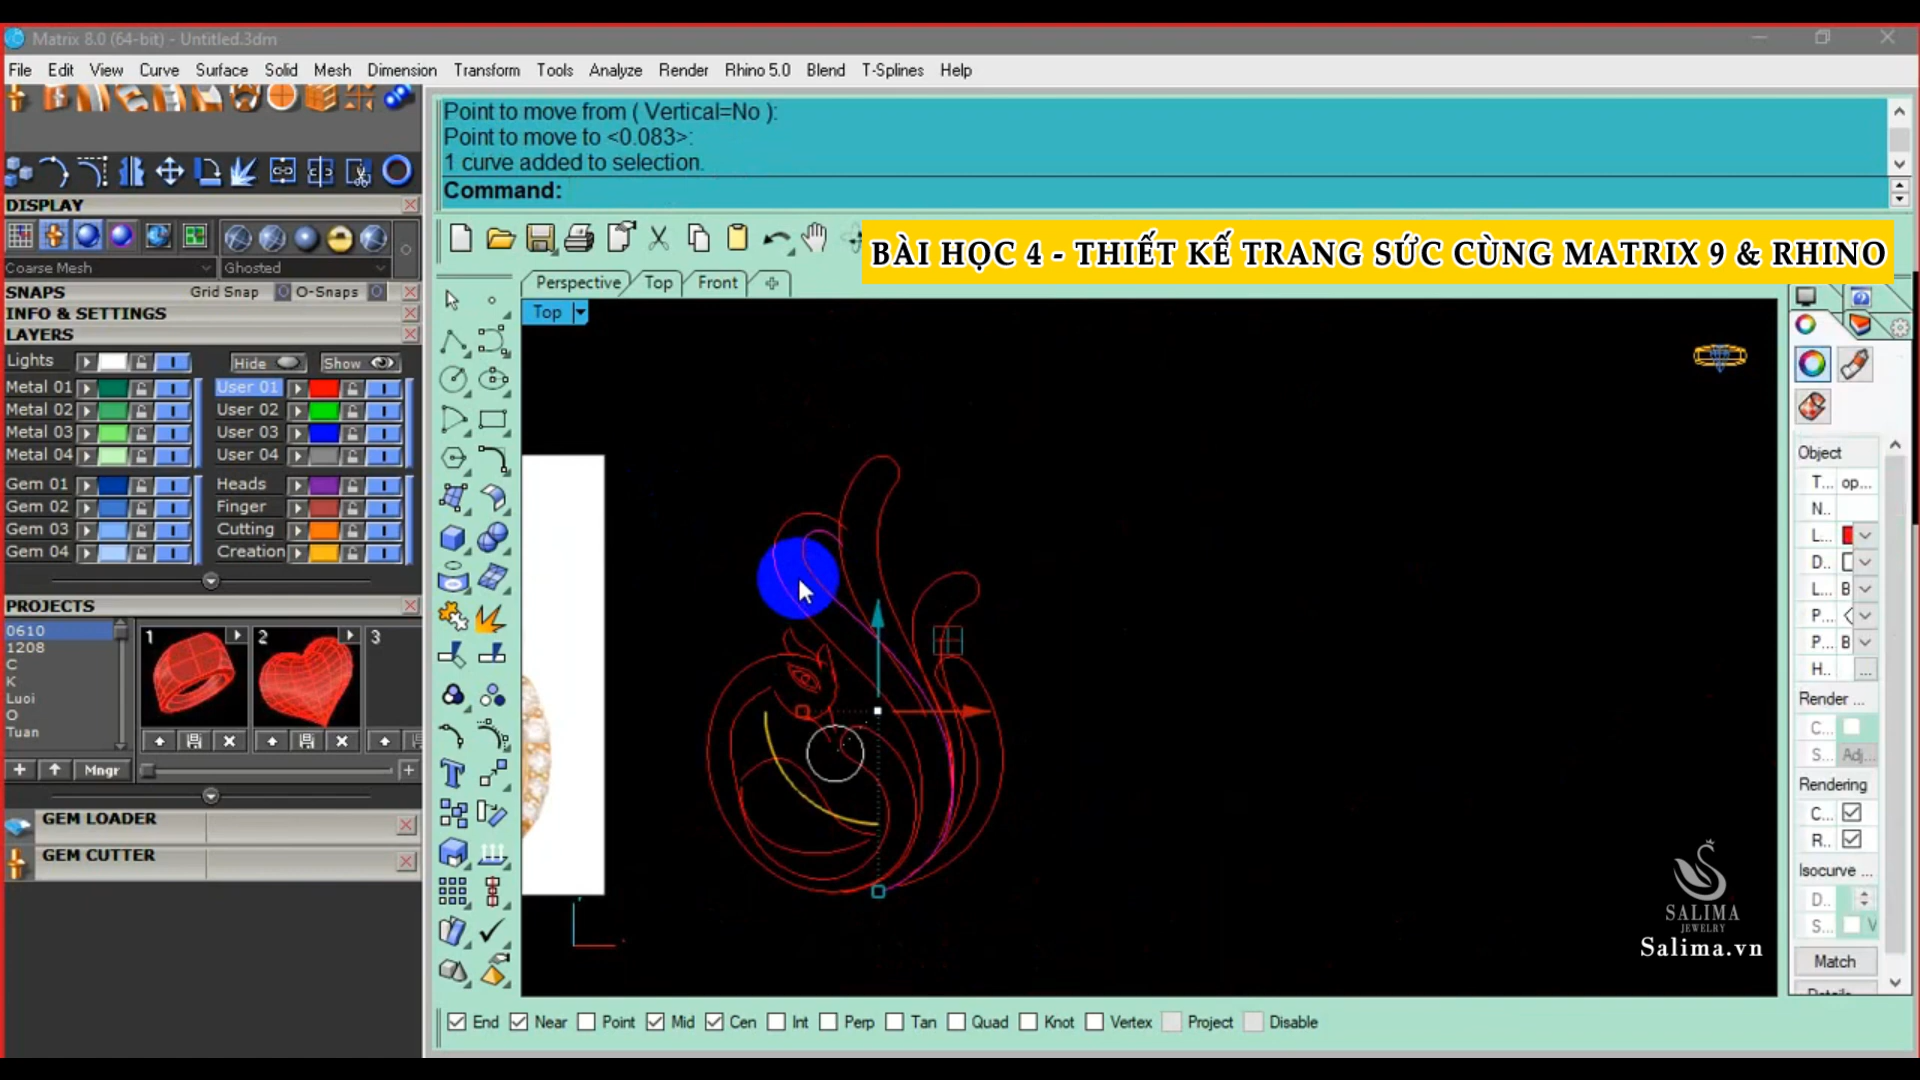 Matrix 8.0 (64-bit) - Untitled.3dm
File Edit View Curve Surface Solid Mesh Dimension Transform Tools Analyze Render Rhino 5.0 Blend T-Splines Help
Point to move from ( Vertical=No ):
Point to move to <0.083>:
1 curve added to selection.
Command:
BÀI HỌC 4 - THIẾT KẾ TRANG SỨC CÙNG MATRIX 9 & RHINO
DISPLAY
Coarse Mesh Ghosted
SNAPS Grid Snap O-Snaps
INFO & SETTINGS
LAYERS
Lights Hide Show
Metal 01 User 01
Metal 02 User 02
Metal 03 User 03
Metal 04 User 04
Gem 01 Heads
Gem 02 Finger
Gem 03 Cutting
Gem 04 Creation
PROJECTS
0610
1208
C
K
Luoi
O
Tuan
1 2 3
+ Mngr +
GEM LOADER
GEM CUTTER
Perspective Top Front
Top
Object
T... op...
N..
L...
D..
L... B
P...
P... B
H.. ...
Render ...
C...
S... Adj...
Rendering
C...
R..
Isocurve ...
D..
S... V
Match
SALIMA
JEWELRY
Salima.vn
End Near Point Mid Cen Int Perp Tan Quad Knot Vertex Project Disable